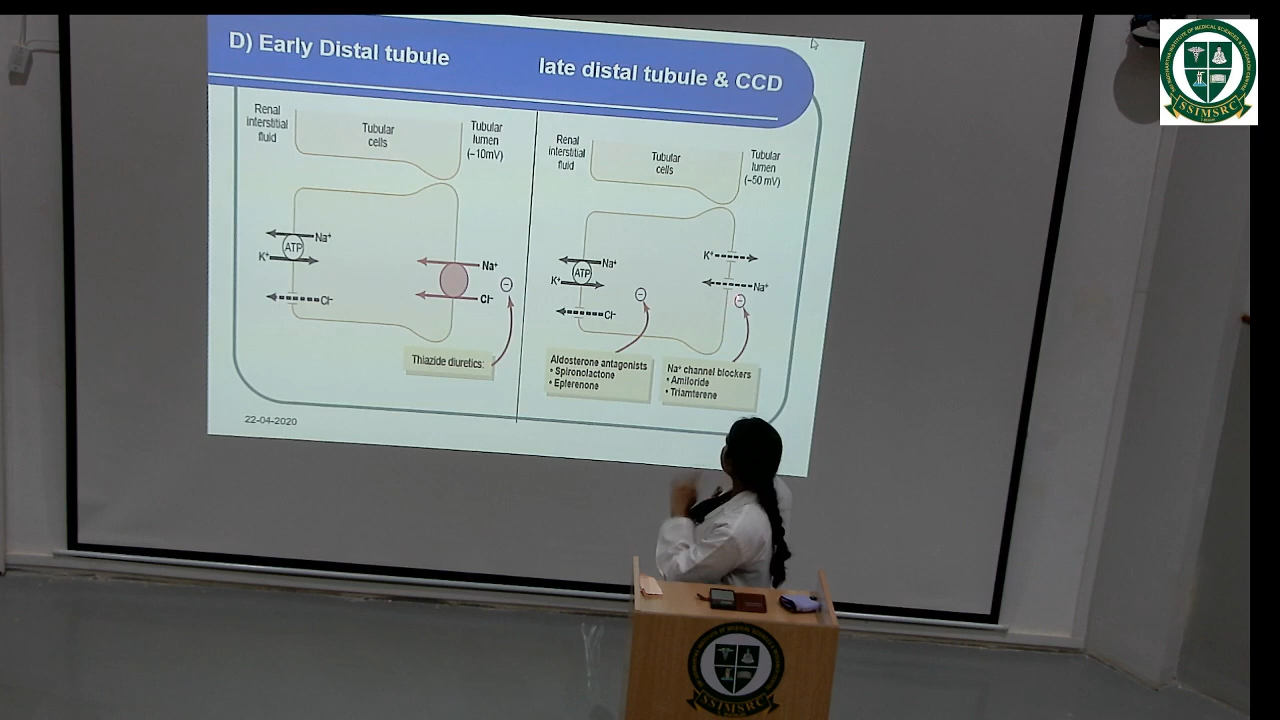 D) Early Distal tubule
late distal tubule & CCD
Renal
interstitial
fluid
Tubular
cells
Tubular
lumen
(–10mV)
Na⁺
ATP
K⁺
Cl⁻
Na⁺
Cl⁻
Thiazide diuretics:
22-04-2020
Renal
interstitial
fluid
Tubular
cells
Tubular
lumen
(–50 mV)
Na⁺
ATP
K⁺
Cl⁻
K⁺
Na⁺
Aldosterone antagonists
• Spironolactone
• Eplerenone
Na⁺ channel blockers
• Amiloride
• Triamterene
SSIMSRC
SSIMSRC